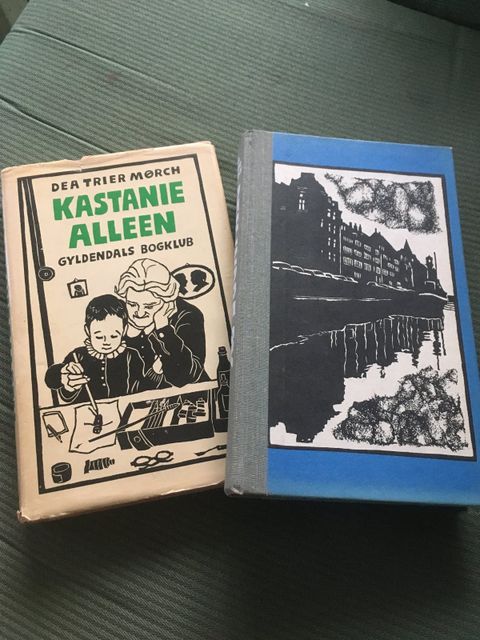 DEA TRIER MØRCH
KASTANIE
ALLEEN
GYLDENDALS BOGKLUB